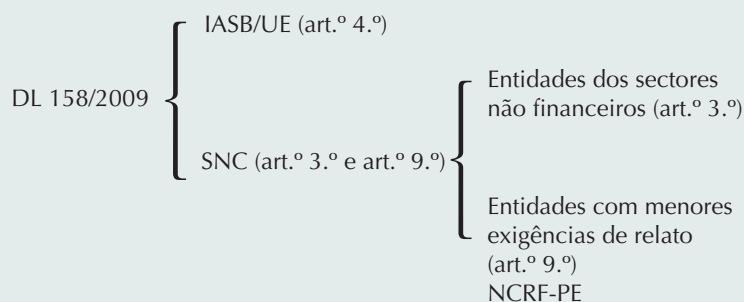 IASB/UE (art.º 4.º)
DL 158/2009
SNC (art.º 3.º e art.º 9.º)
Entidades dos sectores
não financeiros (art.º 3.º)
Entidades com menores
exigências de relato
(art.º 9.º)
NCRF-PE